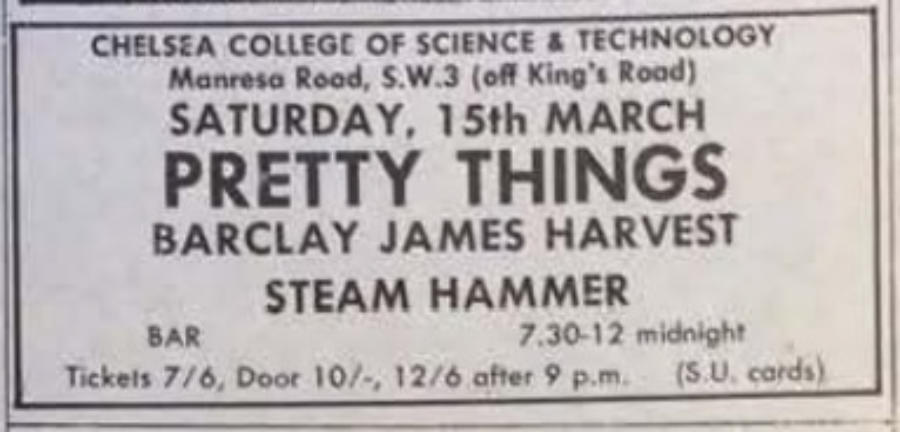 CHELSEA COLLEGE OF SCIENCE & TECHNOLOGY
Manresa Road, S.W.3 (off King's Road)
SATURDAY, 15th MARCH
PRETTY THINGS
BARCLAY JAMES HARVEST
STEAM HAMMER
BAR 7.30-12 midnight
Tickets 7/6, Door 10/-, 12/6 after 9 p.m. (S.U. cards)